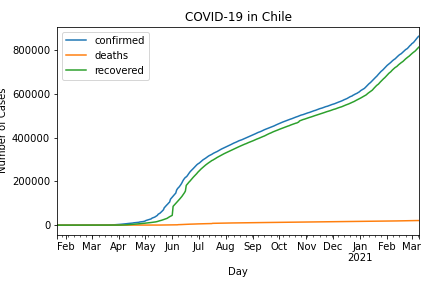 COVID-19 in Chile
confirmed
deaths
recovered
800000
600000
400000
200000
0
Number of Cases
Feb Mar Apr May Jun Jul Aug Sep Oct Nov Dec Jan Feb Mar
2021
Day